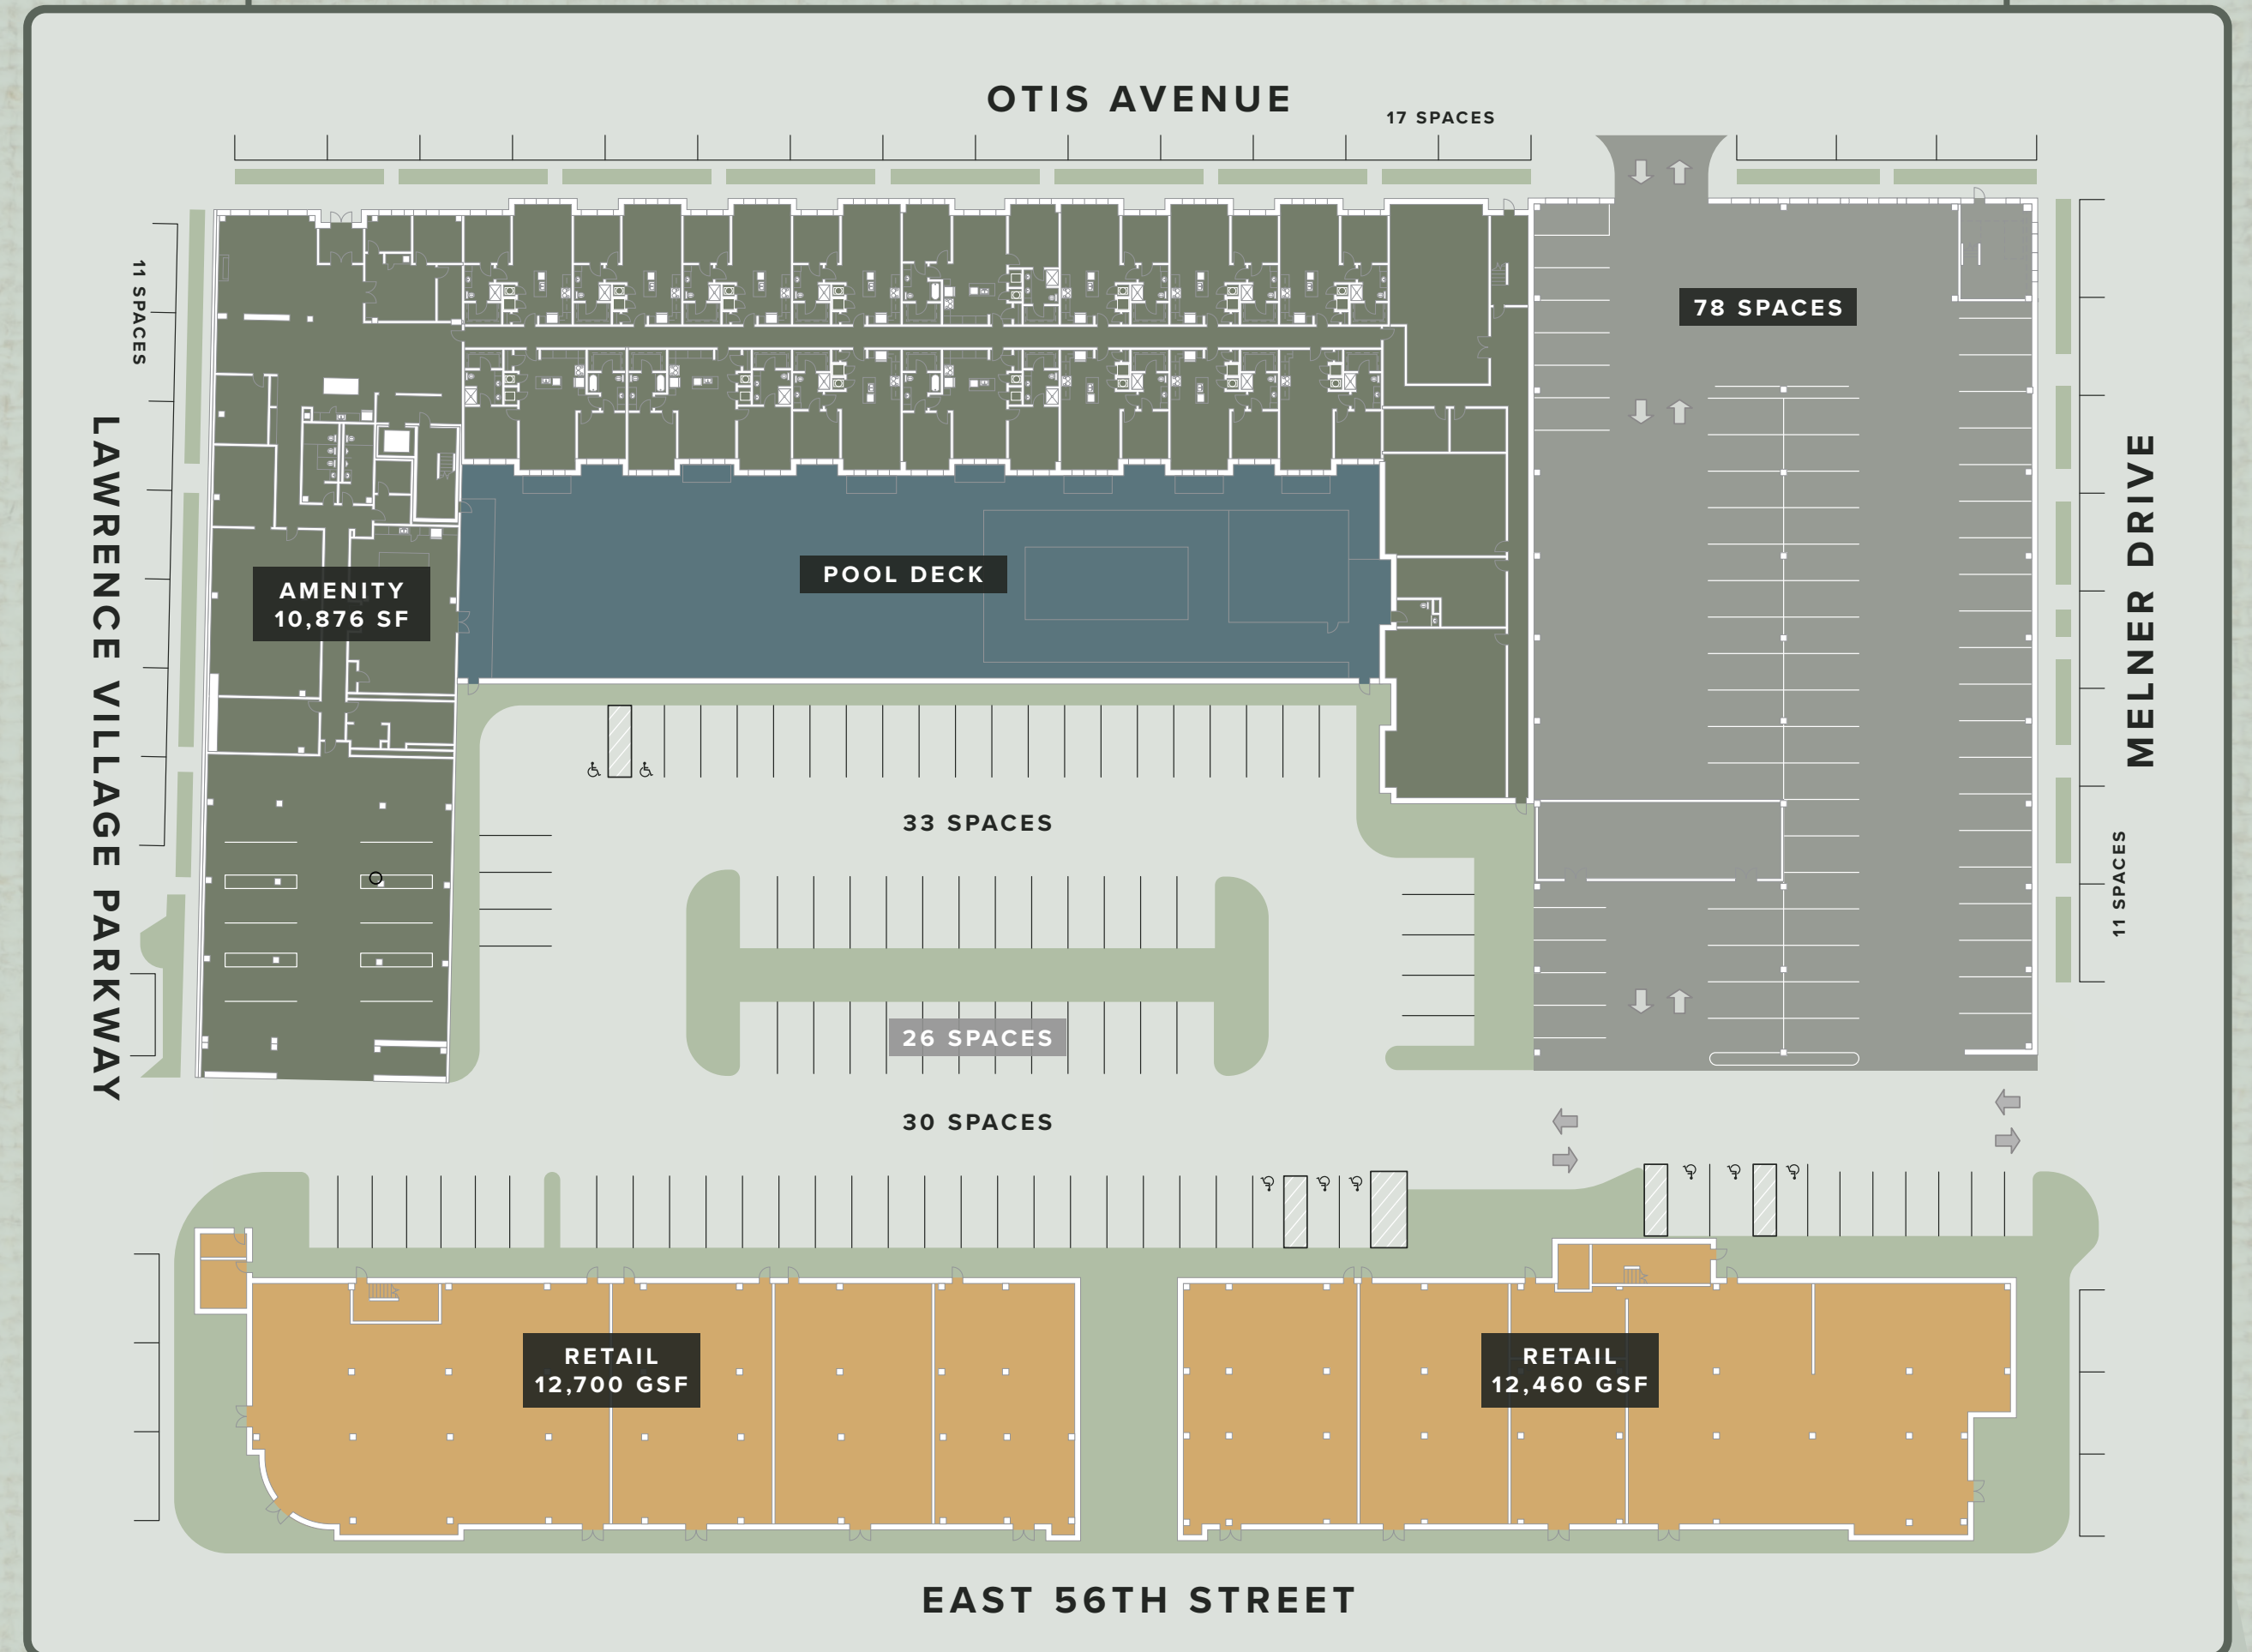 OTIS AVENUE
17 SPACES
11 SPACES
78 SPACES
LAWRENCE VILLAGE PARKWAY
MELNER DRIVE
POOL DECK
AMENITY
10,876 SF
33 SPACES
11 SPACES
26 SPACES
30 SPACES
RETAIL
12,700 GSF
RETAIL
12,460 GSF
EAST 56TH STREET